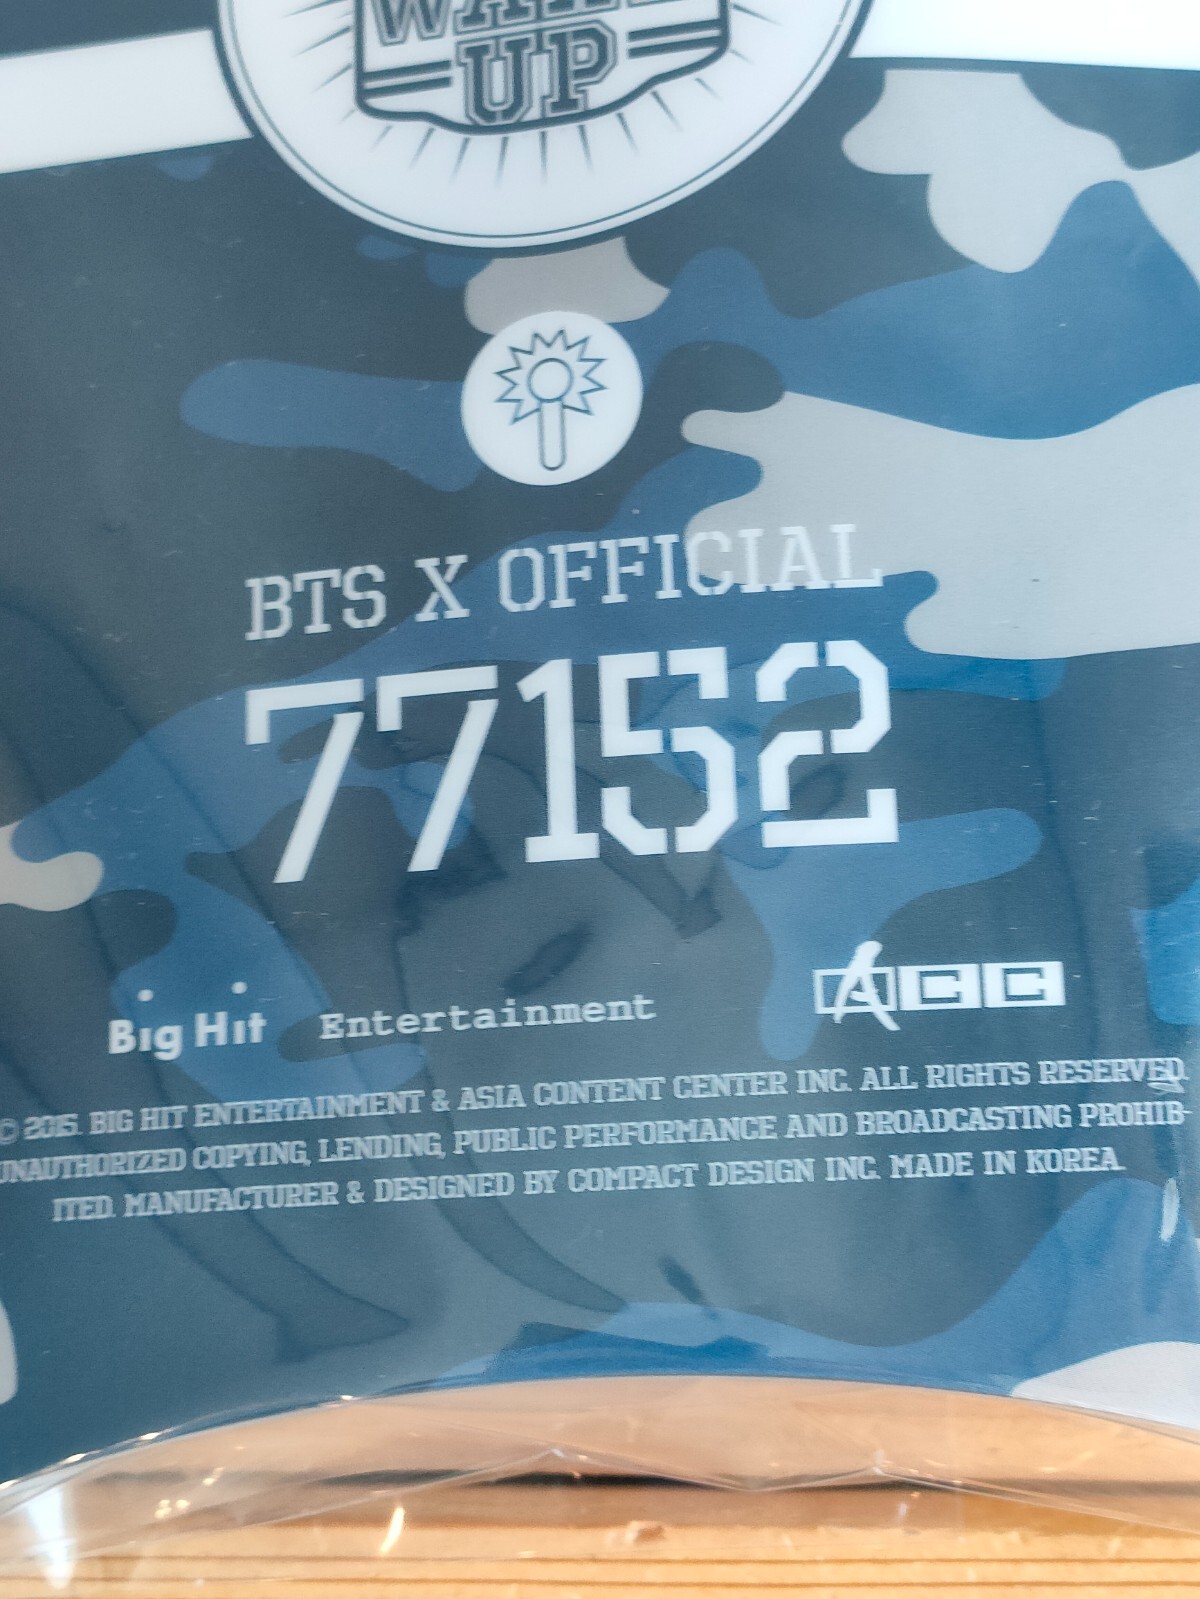 WAKE
UP
BTS X OFFICIAL
77152
Big Hit Entertainment
ACC
© 2015. BIG HIT ENTERTAINMENT & ASIA CONTENT CENTER INC. ALL RIGHTS RESERVED.
UNAUTHORIZED COPYING, LENDING, PUBLIC PERFORMANCE AND BROADCASTING PROHIB-
ITED. MANUFACTURER & DESIGNED BY COMPACT DESIGN INC. MADE IN KOREA.